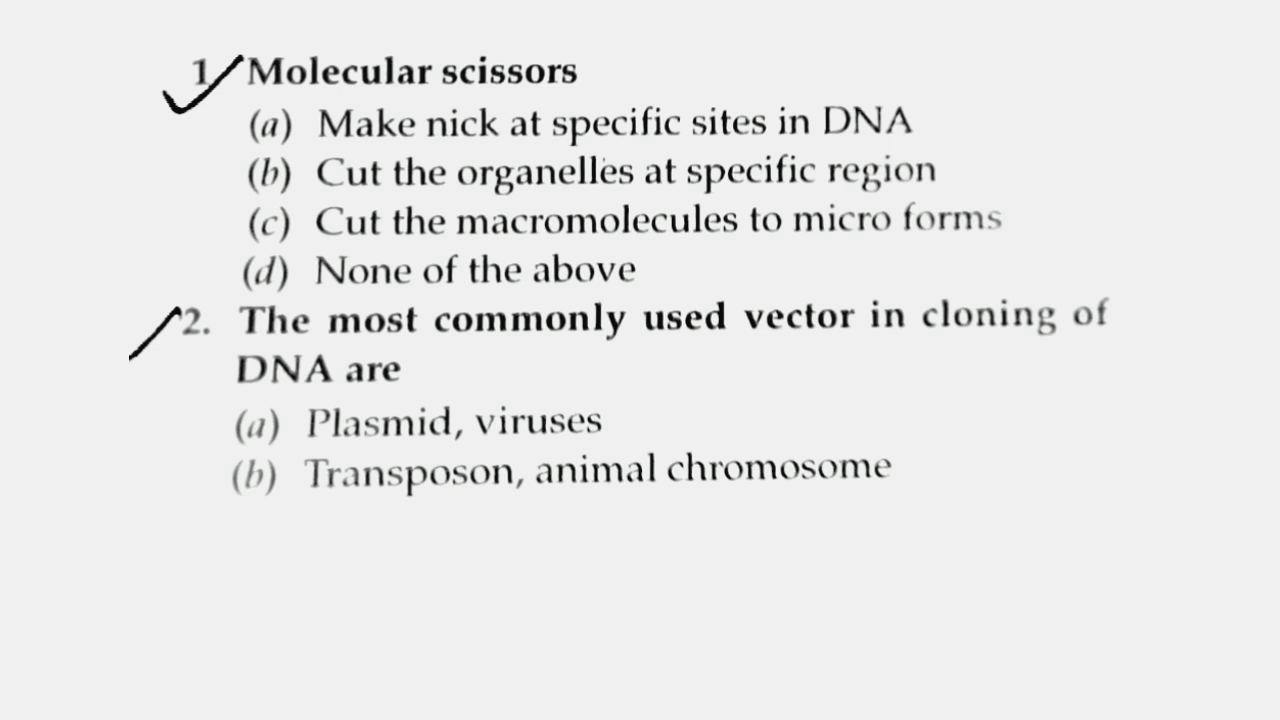 1. Molecular scissors
(a) Make nick at specific sites in DNA
(b) Cut the organelles at specific region
(c) Cut the macromolecules to micro forms
(d) None of the above
2. The most commonly used vector in cloning of
DNA are
(a) Plasmid, viruses
(b) Transposon, animal chromosome